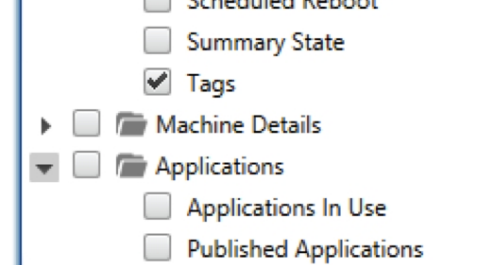 Scheduled Reboot
Summary State
Tags
Machine Details
Applications
Applications In Use
Published Applications